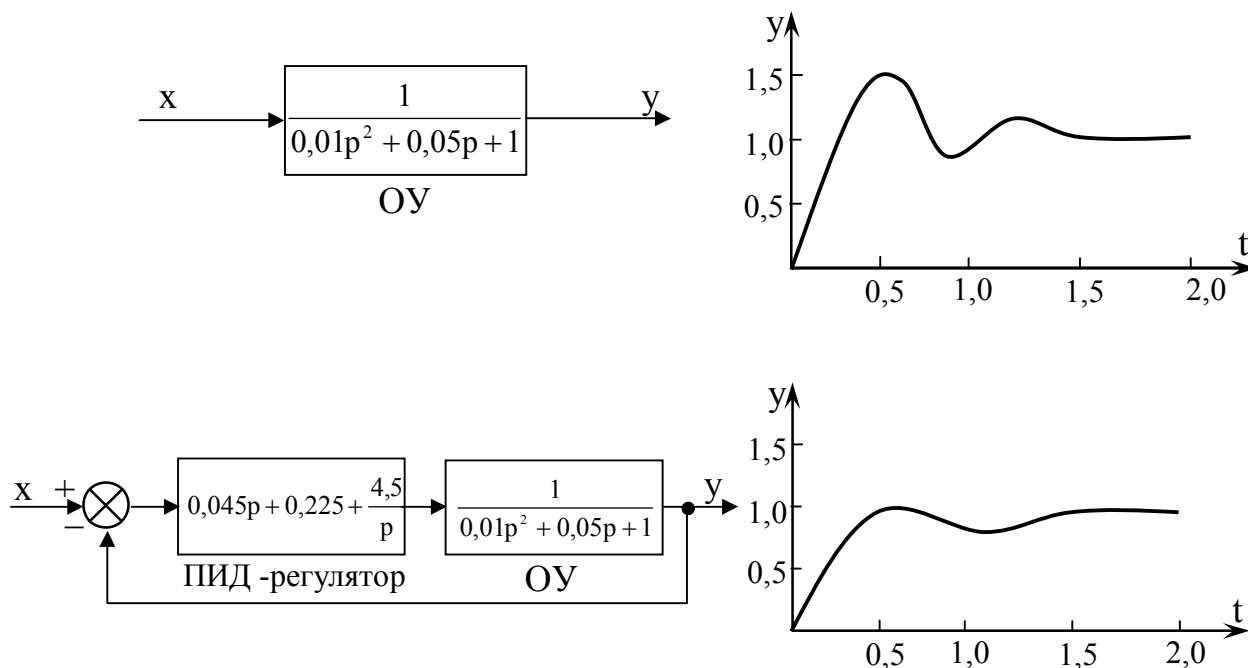 x
1
0,01p² + 0,05p + 1
y
ОУ
y
1,5
1,0
0,5
0,5 1,0 1,5 2,0
t
x
+
−
0,045p + 0,225 + 4,5/p
ПИД -регулятор
1
0,01p² + 0,05p + 1
ОУ
y
y
1,5
1,0
0,5
0,5 1,0 1,5 2,0
t